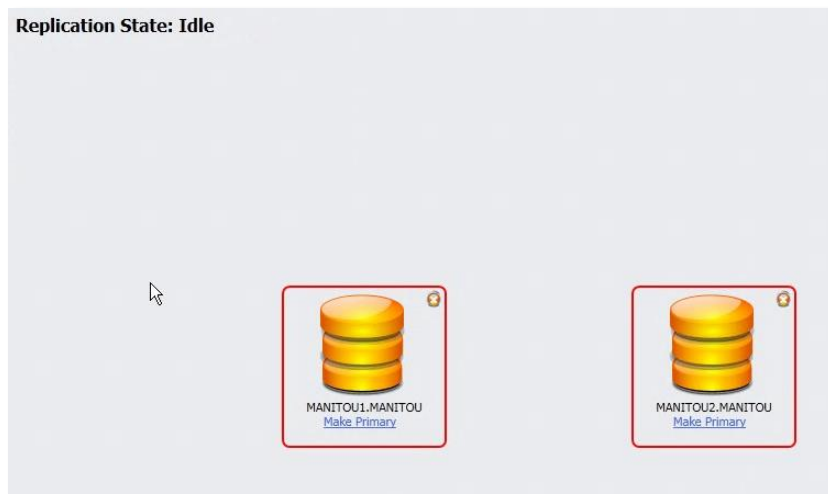 Replication State: Idle
MANITOU1.MANITOU
Make Primary
MANITOU2.MANITOU
Make Primary